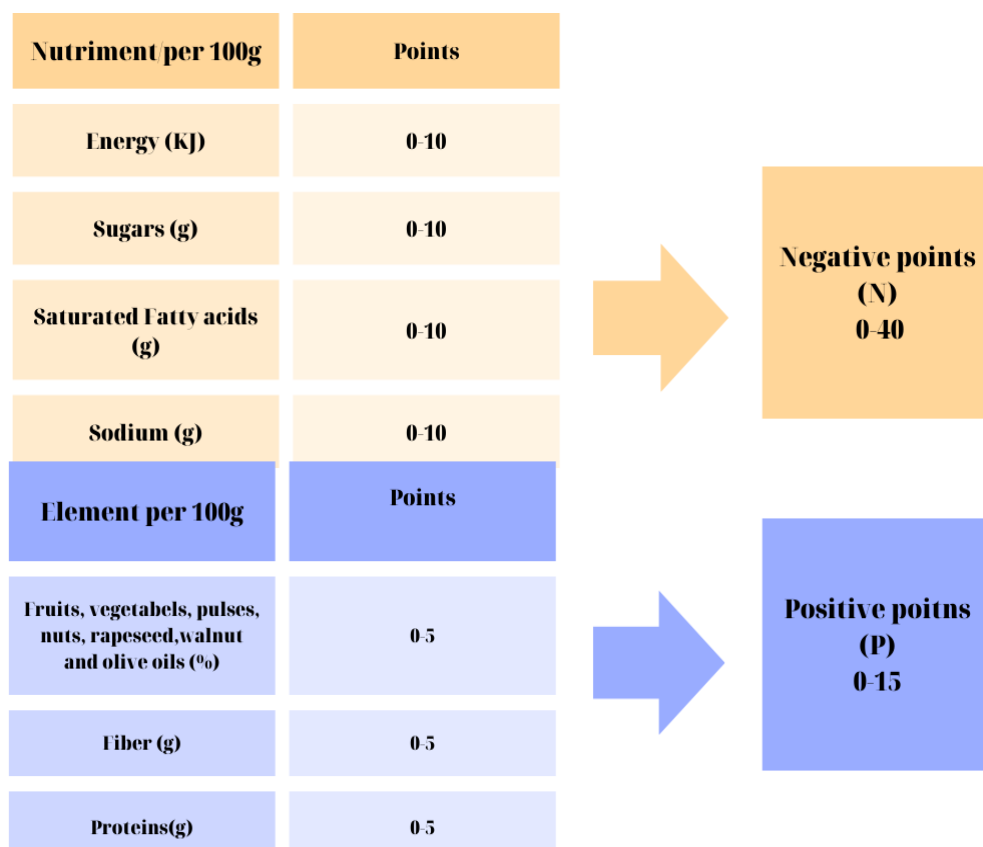 Nutriment/per 100g
Points
Energy (KJ)
0-10
Sugars (g)
0-10
Saturated Fatty acids
(g)
0-10
Sodium (g)
0-10
Negative points
(N)
0-40
Element per 100g
Points
Fruits, vegetabels, pulses,
nuts, rapeseed,walnut
and olive oils (%)
0-5
Fiber (g)
0-5
Proteins(g)
0-5
Positive poitns
(P)
0-15